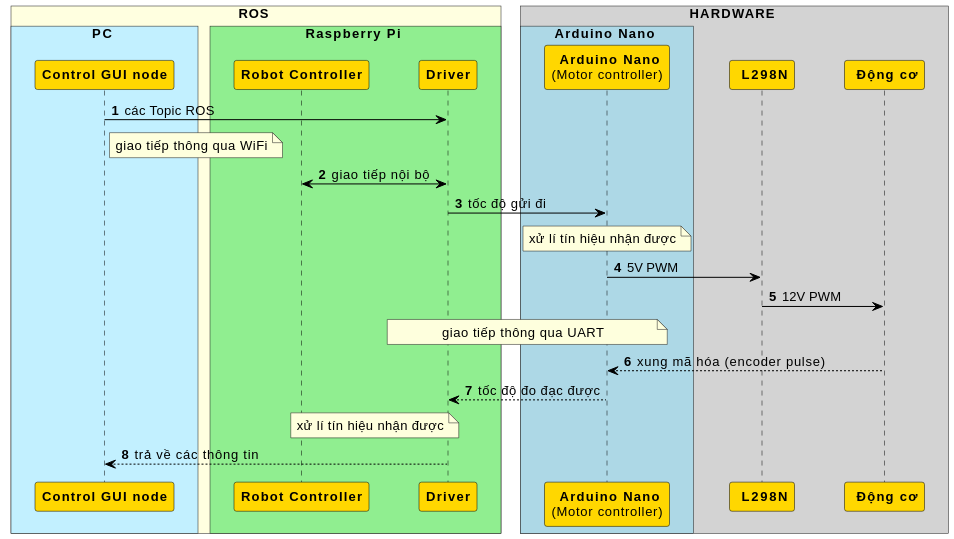 ROS
HARDWARE
PC
Raspberry Pi
Arduino Nano
Control GUI node
Robot Controller
Driver
Arduino Nano
(Motor controller)
L298N
Động cơ
1 các Topic ROS
giao tiếp thông qua WiFi
2 giao tiếp nội bộ
3 tốc độ gửi đi
xử lí tín hiệu nhận được
4 5V PWM
5 12V PWM
giao tiếp thông qua UART
6 xung mã hóa (encoder pulse)
7 tốc độ đo đạc được
xử lí tín hiệu nhận được
8 trả về các thông tin
Control GUI node
Robot Controller
Driver
Arduino Nano
(Motor controller)
L298N
Động cơ